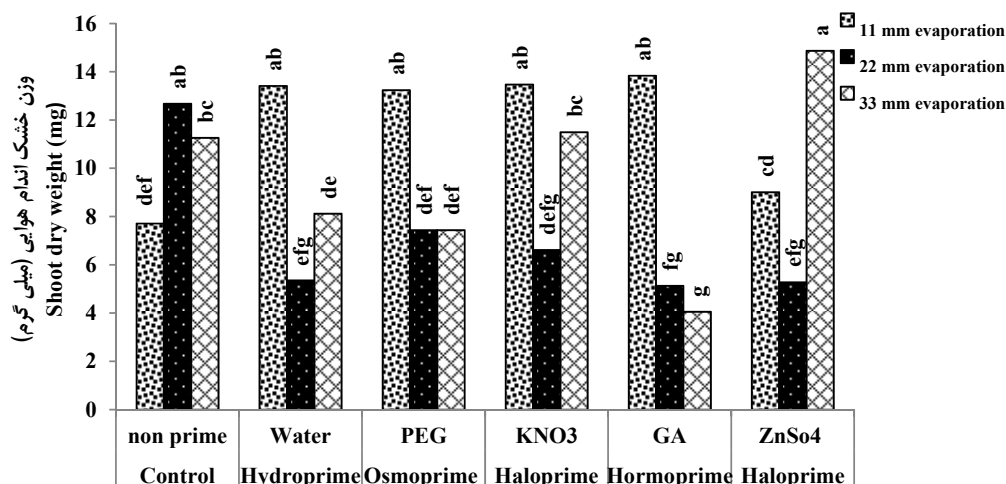 وزن خشک اندام هوایی (میلی گرم)
Shoot dry weight (mg)
16
14
12
10
8
6
4
2
0
def
ab
bc
ab
efg
de
ab
def
def
ab
defg
bc
ab
fg
g
cd
efg
a
11 mm evaporation
22 mm evaporation
33 mm evaporation
non prime Water PEG KNO3 GA ZnSo4
Control Hydroprime Osmoprime Haloprime Hormoprime Haloprime